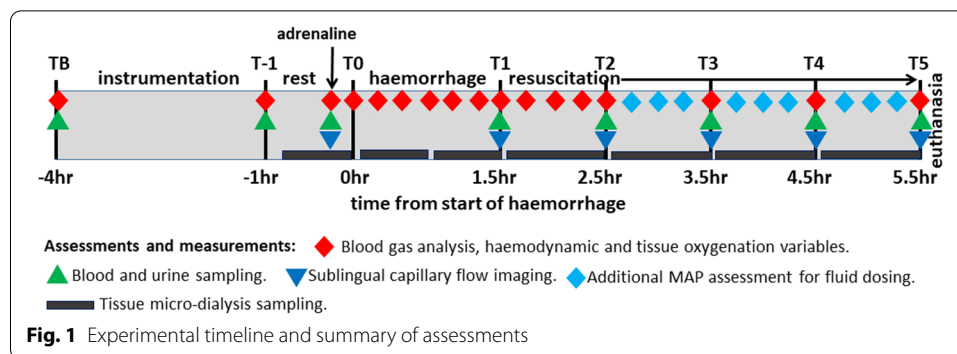 adrenaline
TB T-1 T0 T1 T2 T3 T4 T5
instrumentation rest haemorrhage resuscitation
euthanasia
-4hr -1hr 0hr 1.5hr 2.5hr 3.5hr 4.5hr 5.5hr
time from start of haemorrhage
Assessments and measurements: Blood gas analysis, haemodynamic and tissue oxygenation variables.
Blood and urine sampling. Sublingual capillary flow imaging. Additional MAP assessment for fluid dosing.
Tissue micro-dialysis sampling.
Fig. 1 Experimental timeline and summary of assessments